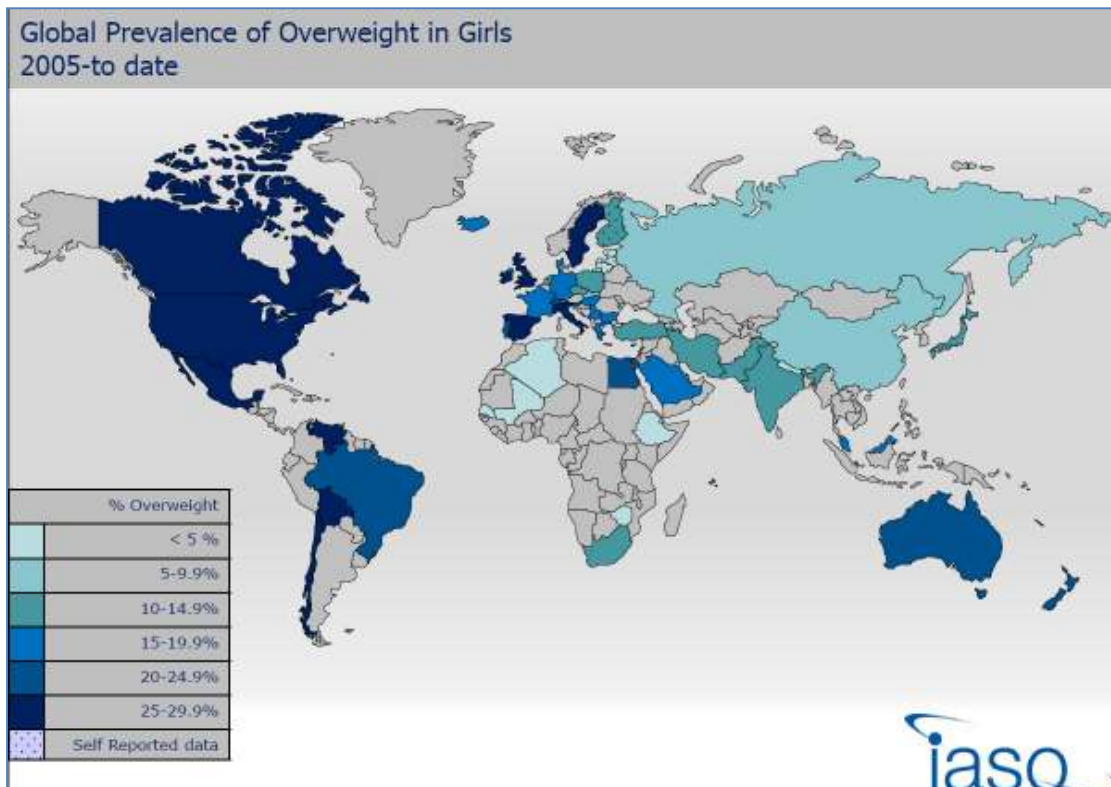 Global Prevalence of Overweight in Girls
2005-to date
% Overweight
< 5 %
5-9.9%
10-14.9%
15-19.9%
20-24.9%
25-29.9%
Self Reported data
iaso